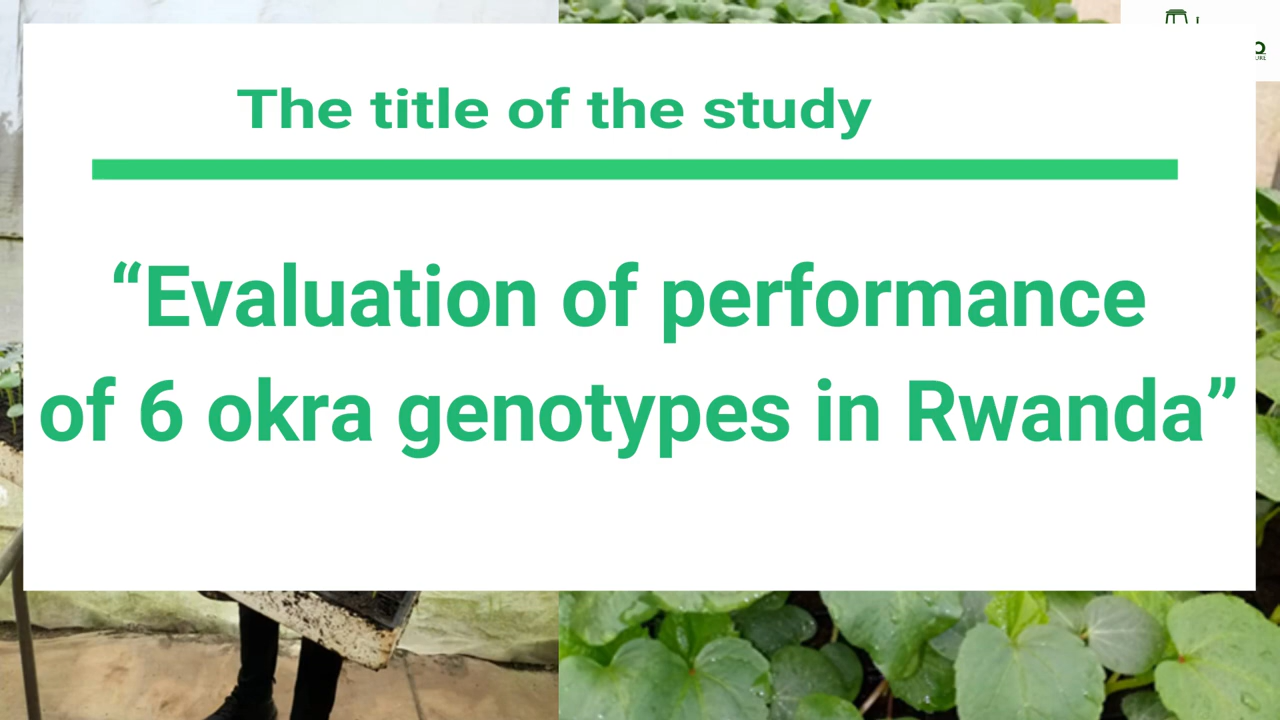 The title of the study
“Evaluation of performance
of 6 okra genotypes in Rwanda”